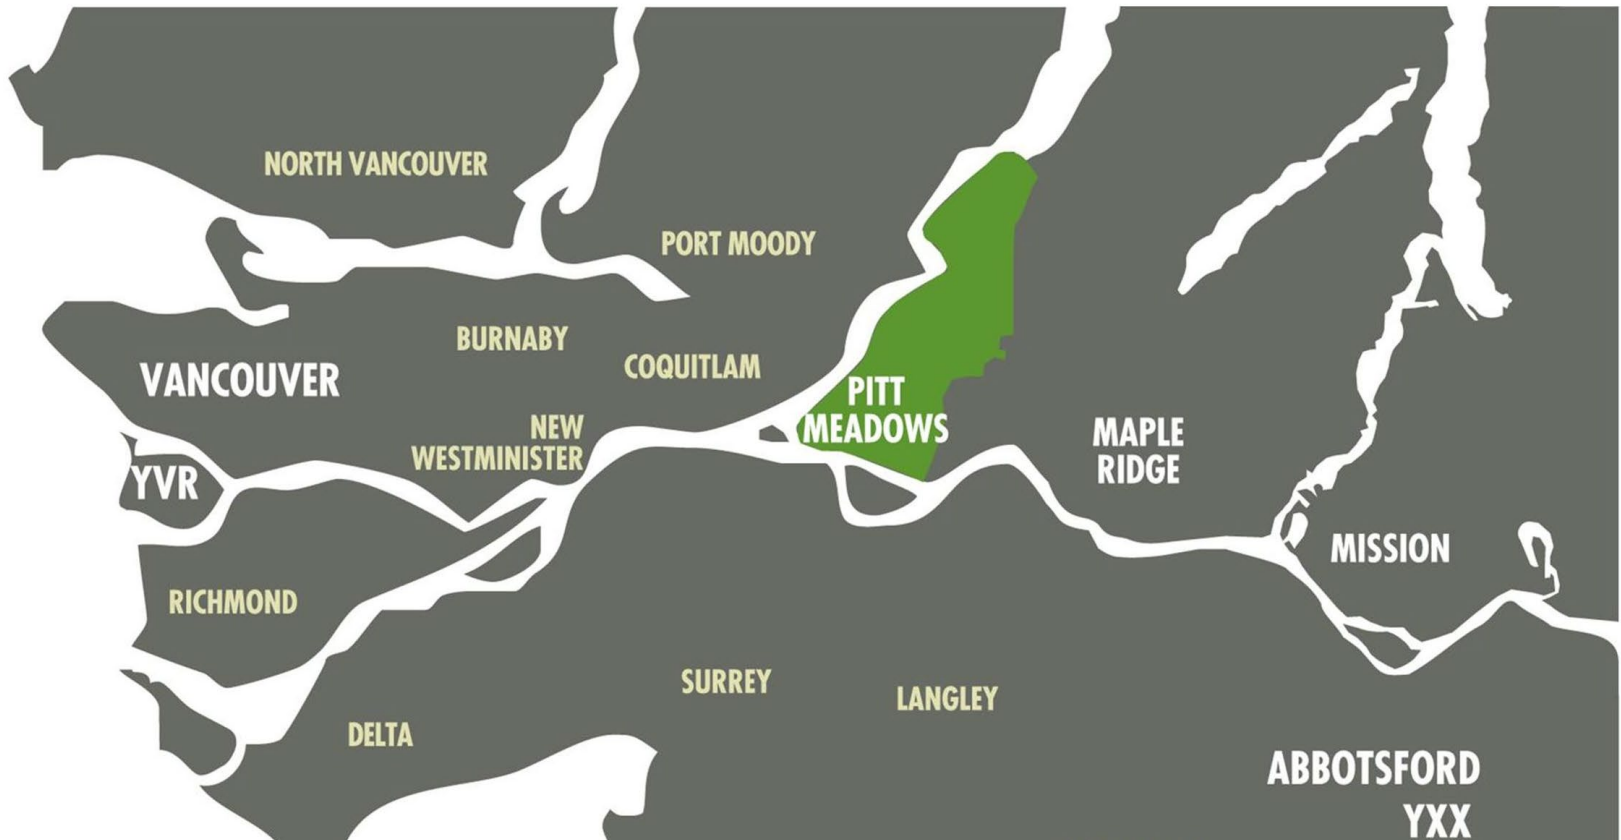 NORTH VANCOUVER
PORT MOODY
BURNABY
COQUITLAM
VANCOUVER
PITT
MEADOWS
NEW
WESTMINISTER
MAPLE
RIDGE
YVR
MISSION
RICHMOND
SURREY
LANGLEY
DELTA
ABBOTSFORD
YXX